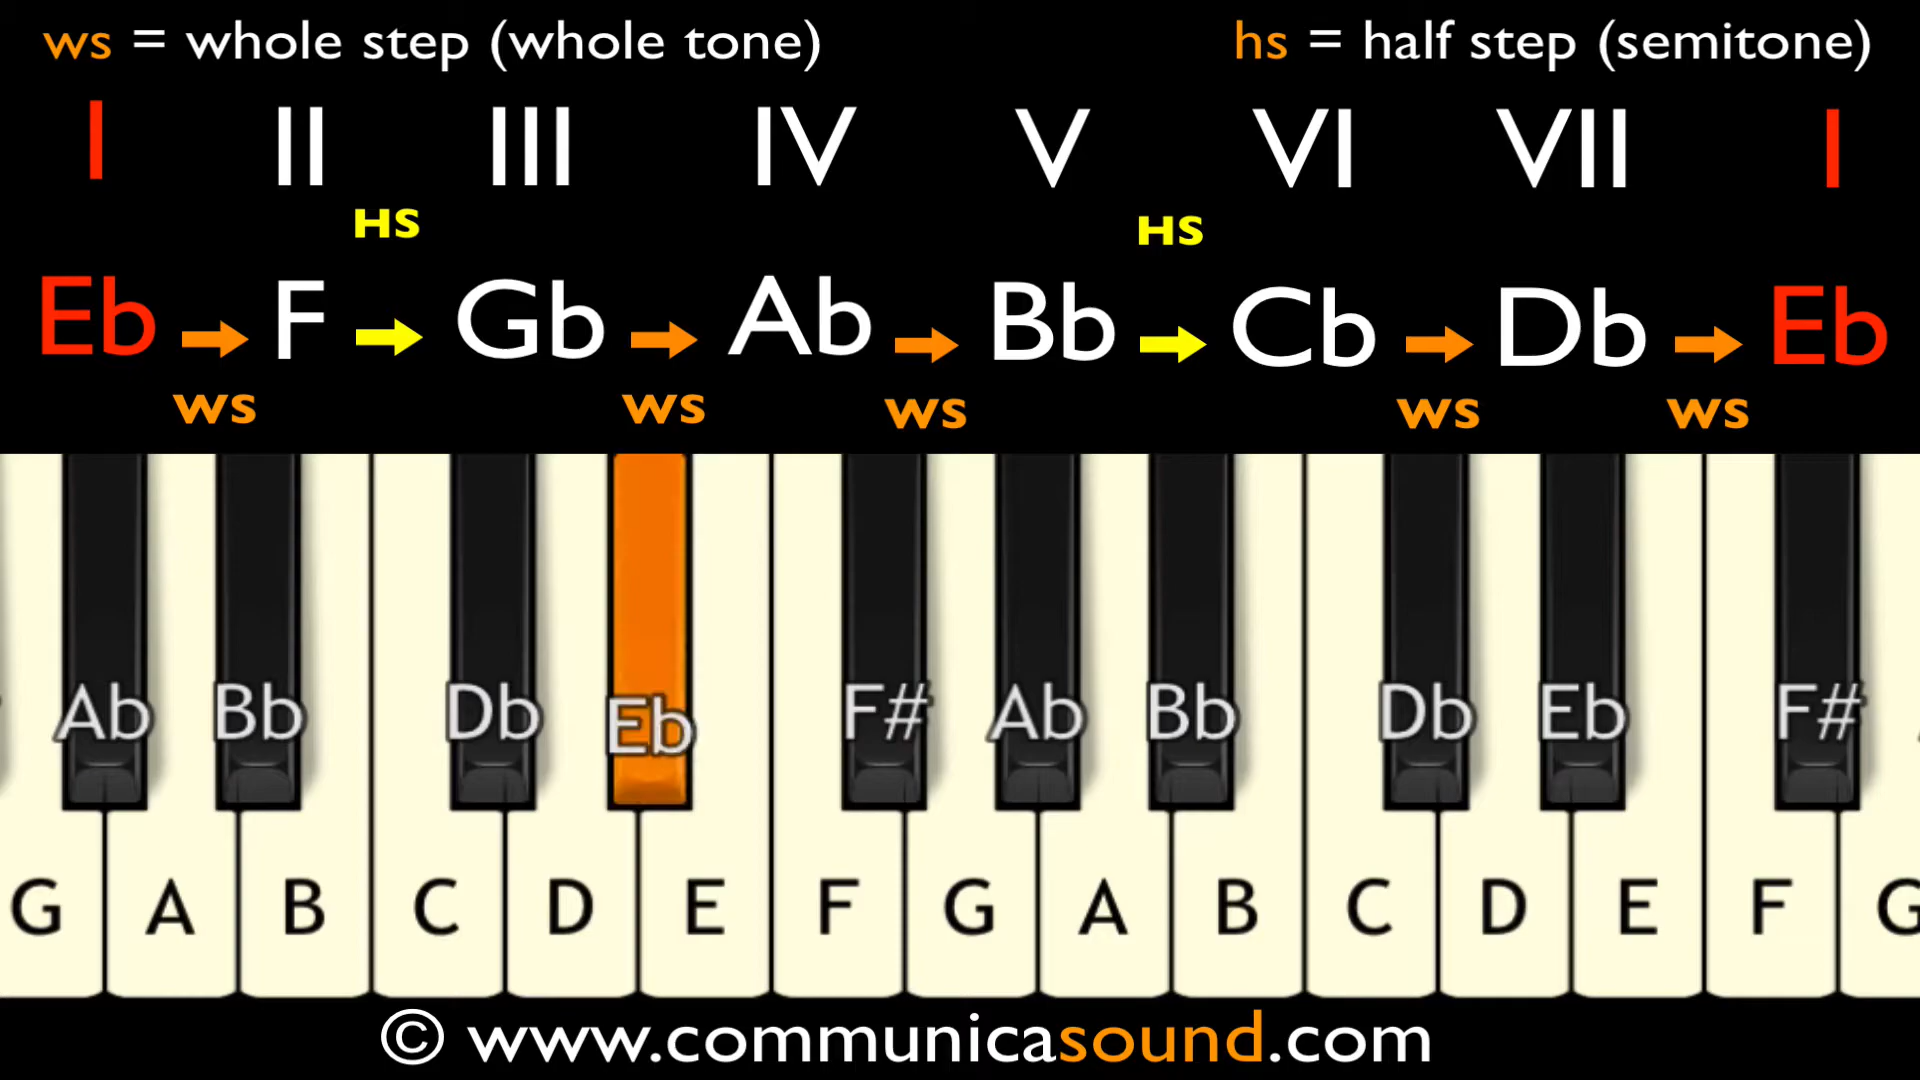 ws = whole step (whole tone) hs = half step (semitone)
I II III IV V VI VII I
HS HS
Eb F Gb Ab Bb Cb Db Eb
ws ws ws ws ws
Ab Bb Db Eb F# Ab Bb Db Eb F#
G A B C D E F G A B C D E F G
© www.communicasound.com